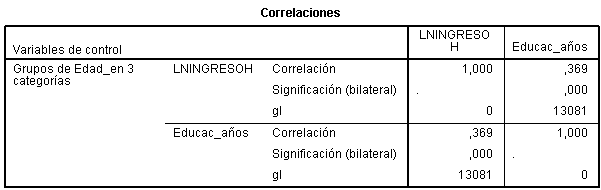 Correlaciones
Variables de control LNINGRESO
H Educac_años
Grupos de Edad_en 3
categorías LNINGRESOH Correlación 1,000 ,369
Significación (bilateral) . ,000
gl 0 13081
Educac_años Correlación ,369 1,000
Significación (bilateral) ,000 .
gl 13081 0